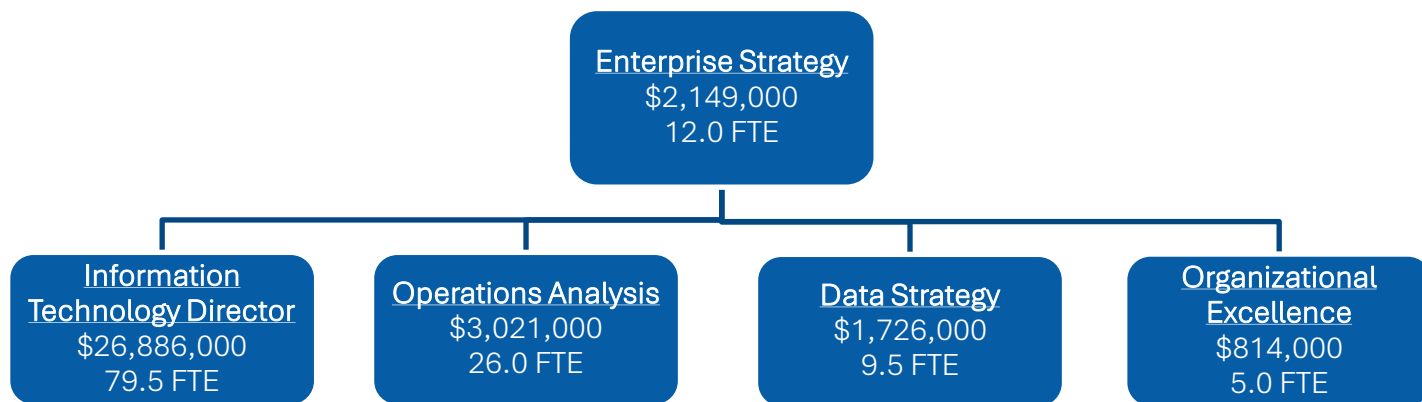 Enterprise Strategy
$2,149,000
12.0 FTE
Information
Technology Director
$26,886,000
79.5 FTE
Operations Analysis
$3,021,000
26.0 FTE
Data Strategy
$1,726,000
9.5 FTE
Organizational
Excellence
$814,000
5.0 FTE